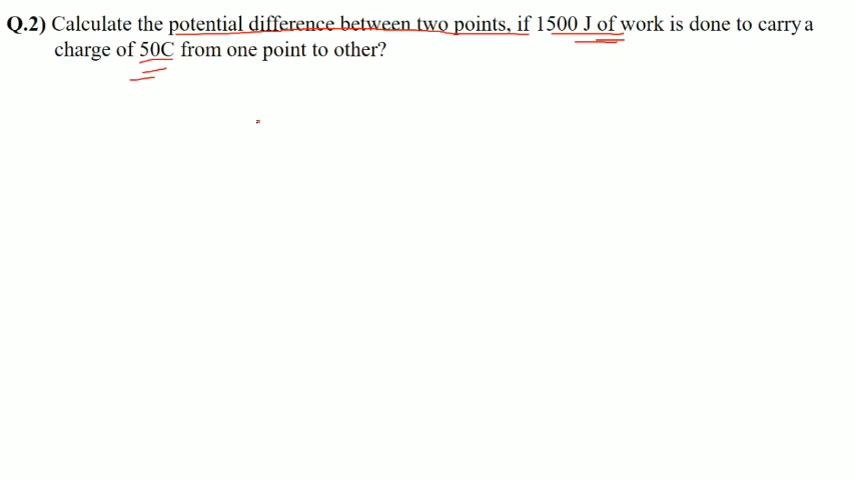 Q.2) Calculate the potential difference between two points, if 1500 J of work is done to carry a
charge of 50C from one point to other?